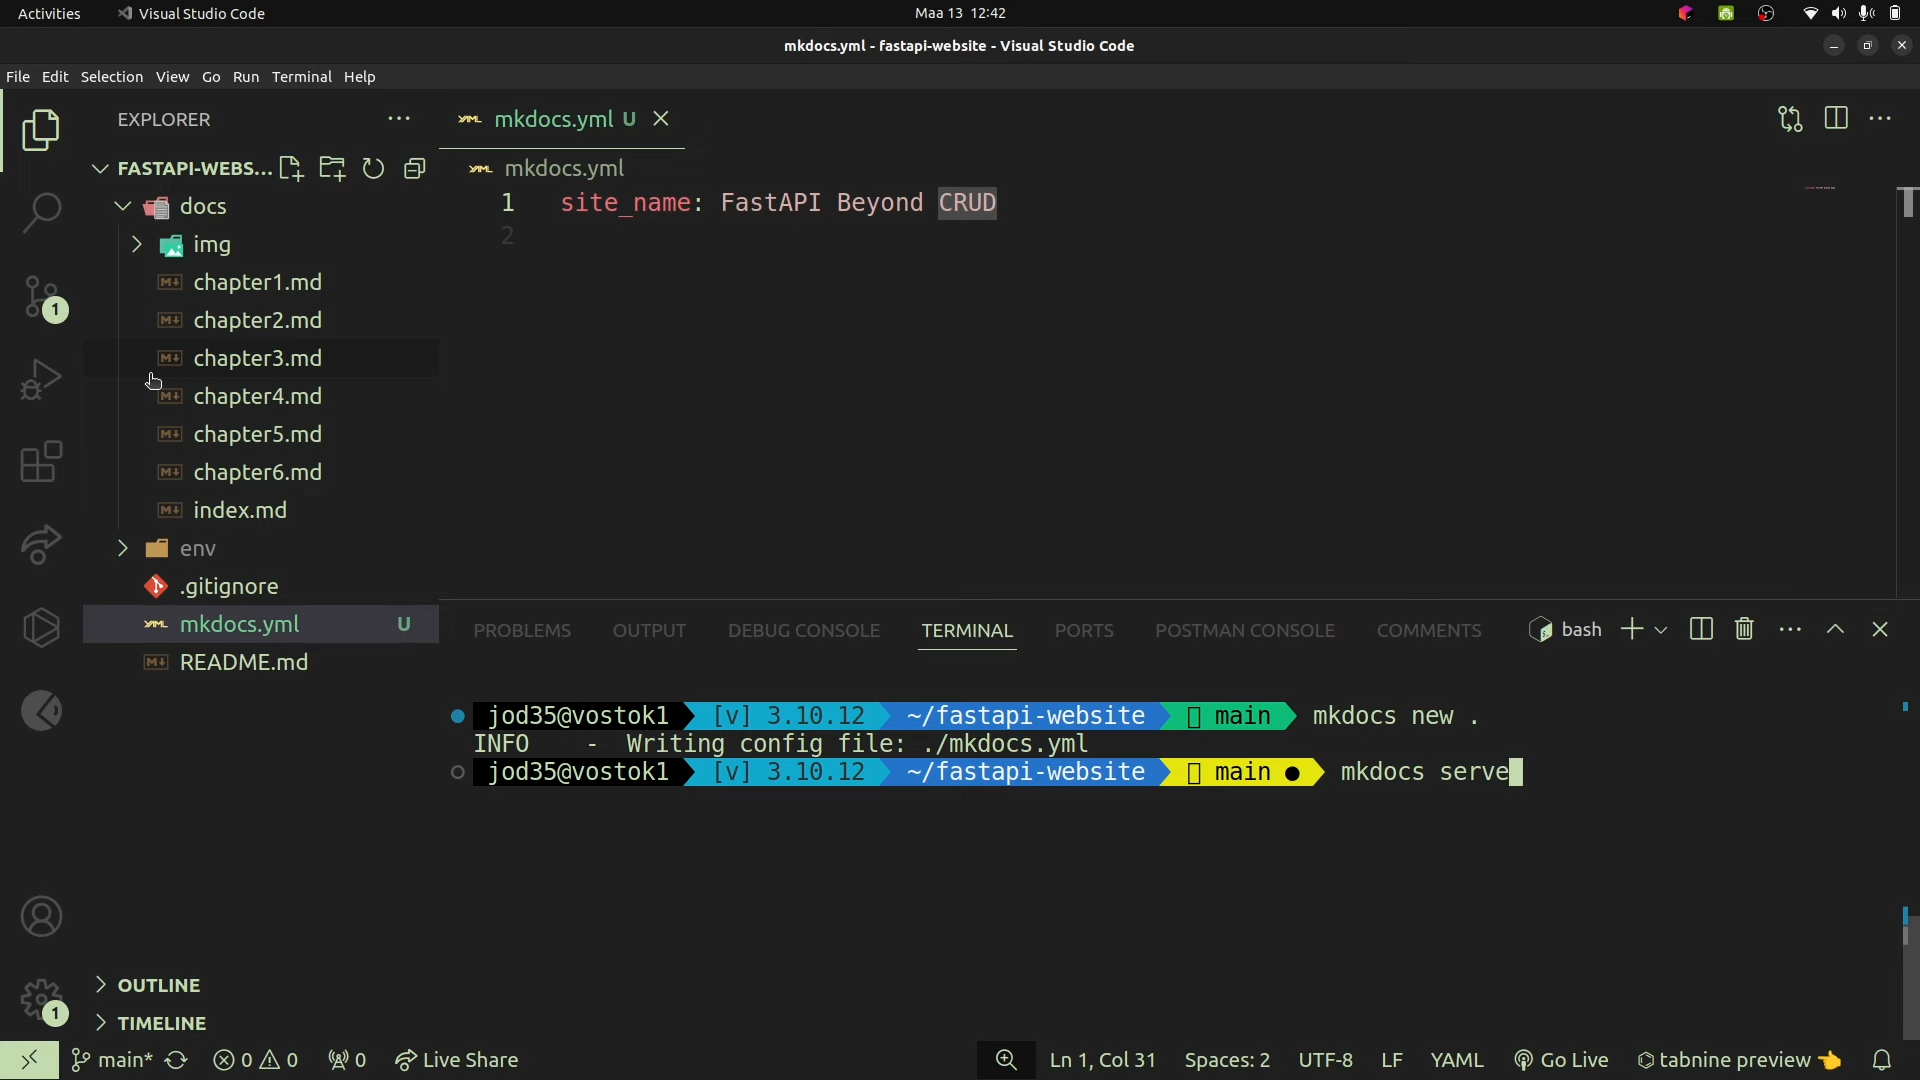 Activities Visual Studio Code Maa 13 12:42
mkdocs.yml - fastapi-website - Visual Studio Code
File Edit Selection View Go Run Terminal Help
EXPLORER
mkdocs.yml U
FASTAPI-WEBS...
mkdocs.yml
docs
1 site_name: FastAPI Beyond CRUD
2
img
chapter1.md
chapter2.md
chapter3.md
chapter4.md
chapter5.md
chapter6.md
index.md
env
.gitignore
mkdocs.yml U
README.md
1
PROBLEMS OUTPUT DEBUG CONSOLE TERMINAL PORTS POSTMAN CONSOLE COMMENTS bash
jod35@vostok1 [v] 3.10.12 ~/fastapi-website main mkdocs new .
INFO - Writing config file: ./mkdocs.yml
jod35@vostok1 [v] 3.10.12 ~/fastapi-website main ● mkdocs serve
OUTLINE
1
TIMELINE
main* 0 0 0 Live Share Ln 1, Col 31 Spaces: 2 UTF-8 LF YAML Go Live tabnine preview 👈